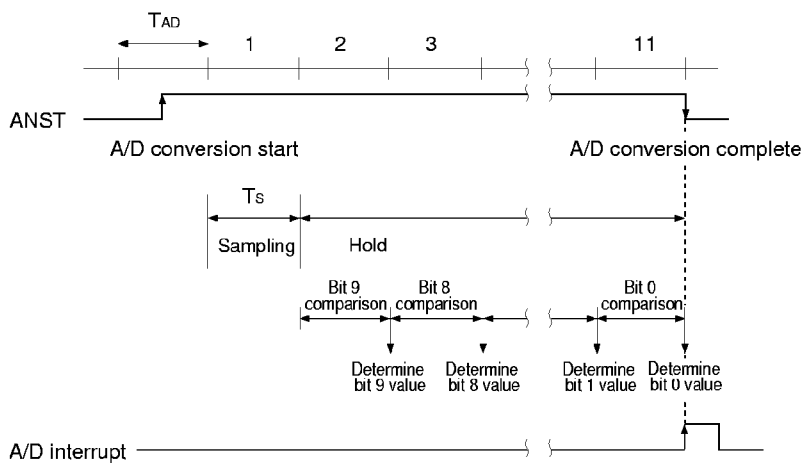 TAD
1
2
3
11
ANST
A/D conversion start
A/D conversion complete
TS
Sampling
Hold
Bit 9
comparison
Bit 8
comparison
Bit 0
comparison
Determine
bit 9 value
Determine
bit 8 value
Determine
bit 1 value
Determine
bit 0 value
A/D interrupt